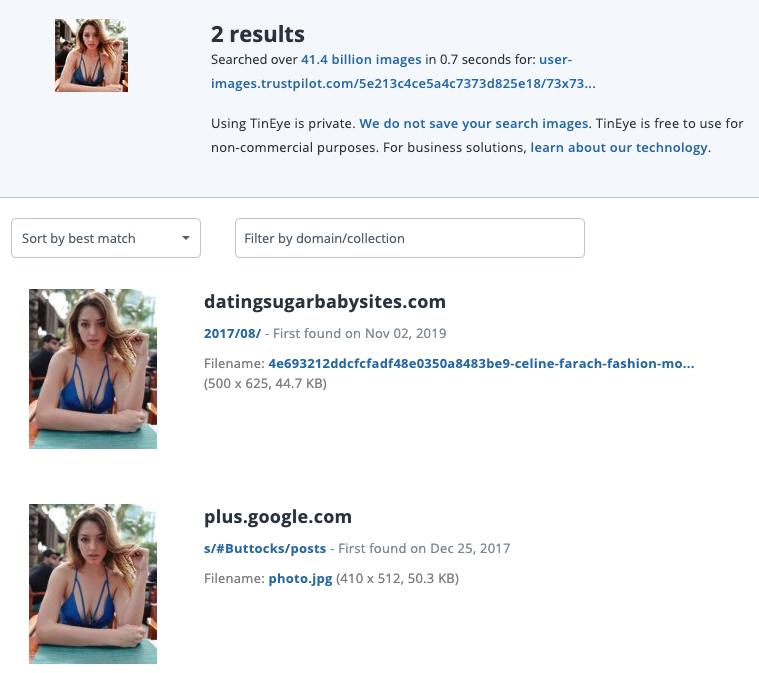 2 results
Searched over 41.4 billion images in 0.7 seconds for: user-
images.trustpilot.com/5e213c4ce5a4c7373d825e18/73x73...
Using TinEye is private. We do not save your search images. TinEye is free to use for
non-commercial purposes. For business solutions, learn about our technology.
Sort by best match
Filter by domain/collection
datingsugarbabysites.com
2017/08/ - First found on Nov 02, 2019
Filename: 4e693212ddcfcfadf48e0350a8483be9-celine-farach-fashion-mo...
(500 x 625, 44.7 KB)
plus.google.com
s/#Buttocks/posts - First found on Dec 25, 2017
Filename: photo.jpg (410 x 512, 50.3 KB)